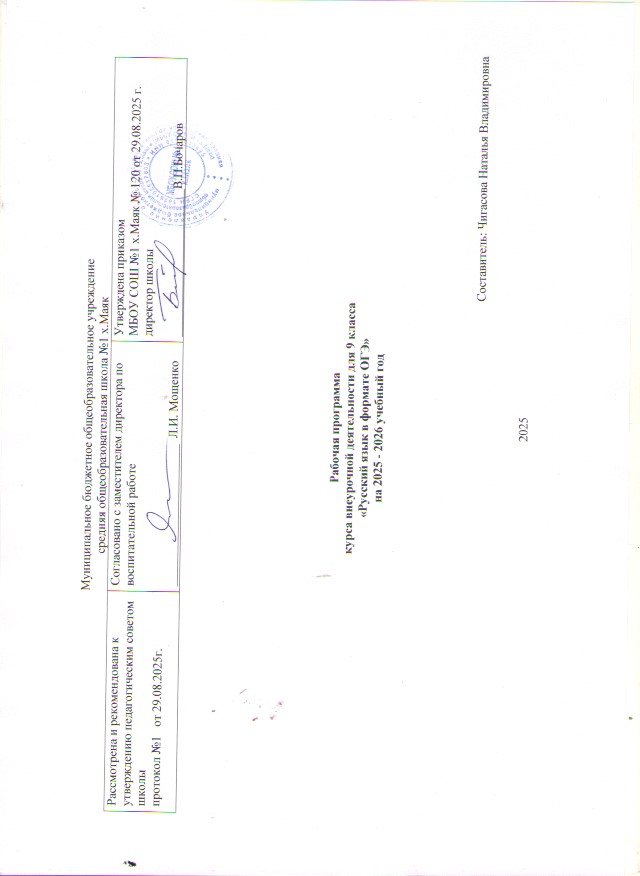 Муниципальное бюджетное общеобразовательное учреждение
средняя общеобразовательная школа №1 х.Маяк
Рассмотрена и рекомендована к
утверждению педагогическим советом
школы
протокол №1 от 29.08.2025г.
Согласовано с заместителем директора по
воспитательной работе
Л.И. Мощенко
Утверждена приказом
МБОУ СОШ №1 х.Маяк № 120 от 29.08.2025 г.
директор школы
В.П.Бочаров
Рабочая программа
курса внеурочной деятельности для 9 класса
«Русский язык в формате ОГЭ»
на 2025 - 2026 учебный год
Составитель: Чигасова Наталья Владимировна
2025